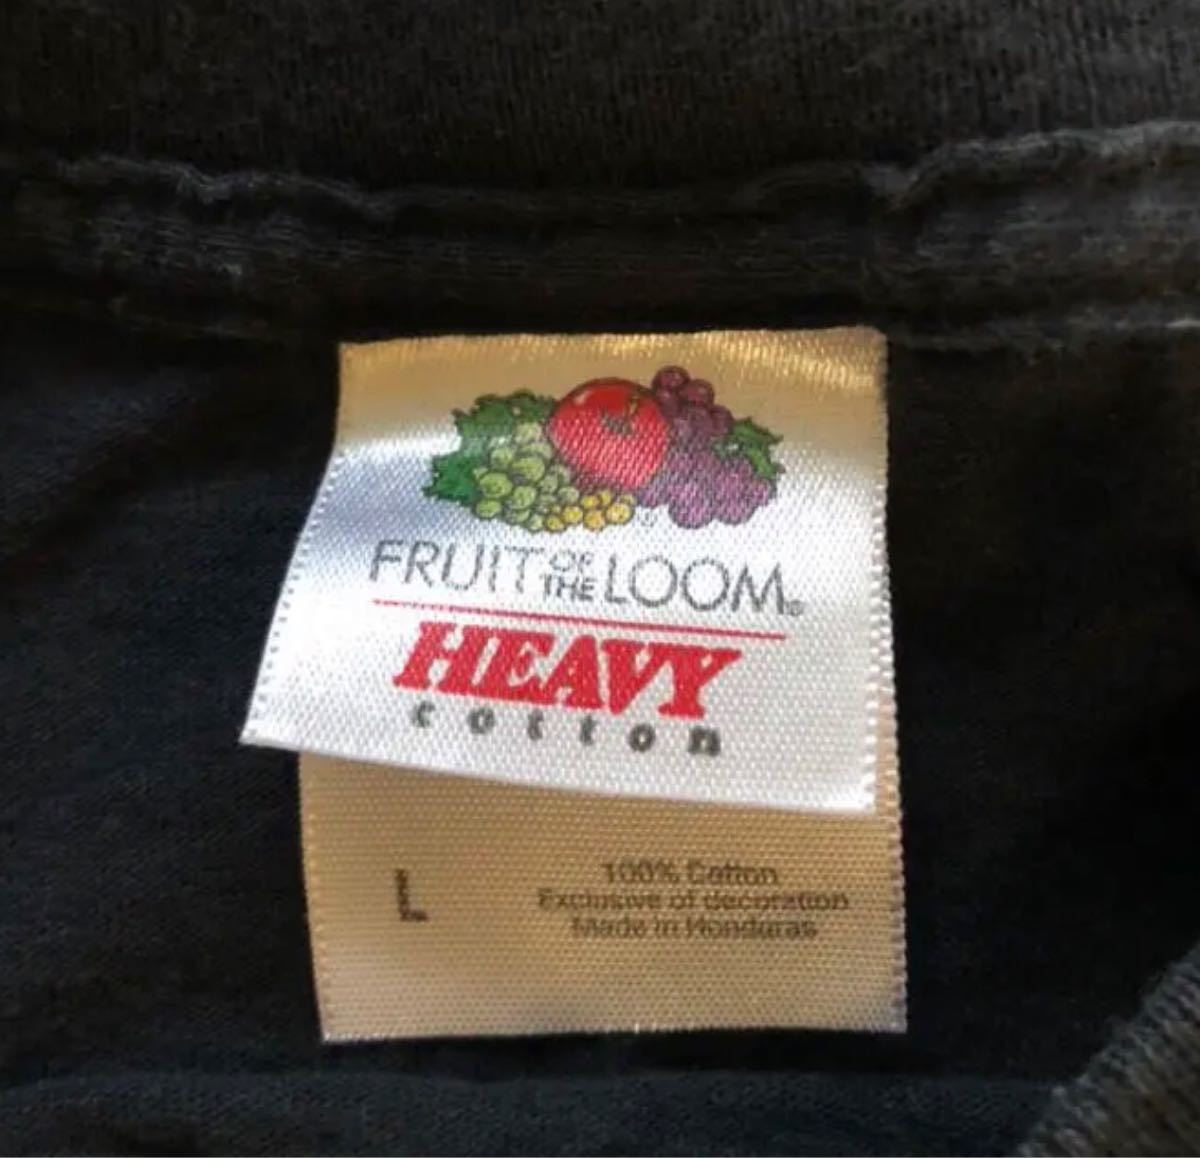 FRUIT OF THE LOOM®
HEAVY
cotton
L
100% Cotton
Exclusive of decoration
Made in Honduras